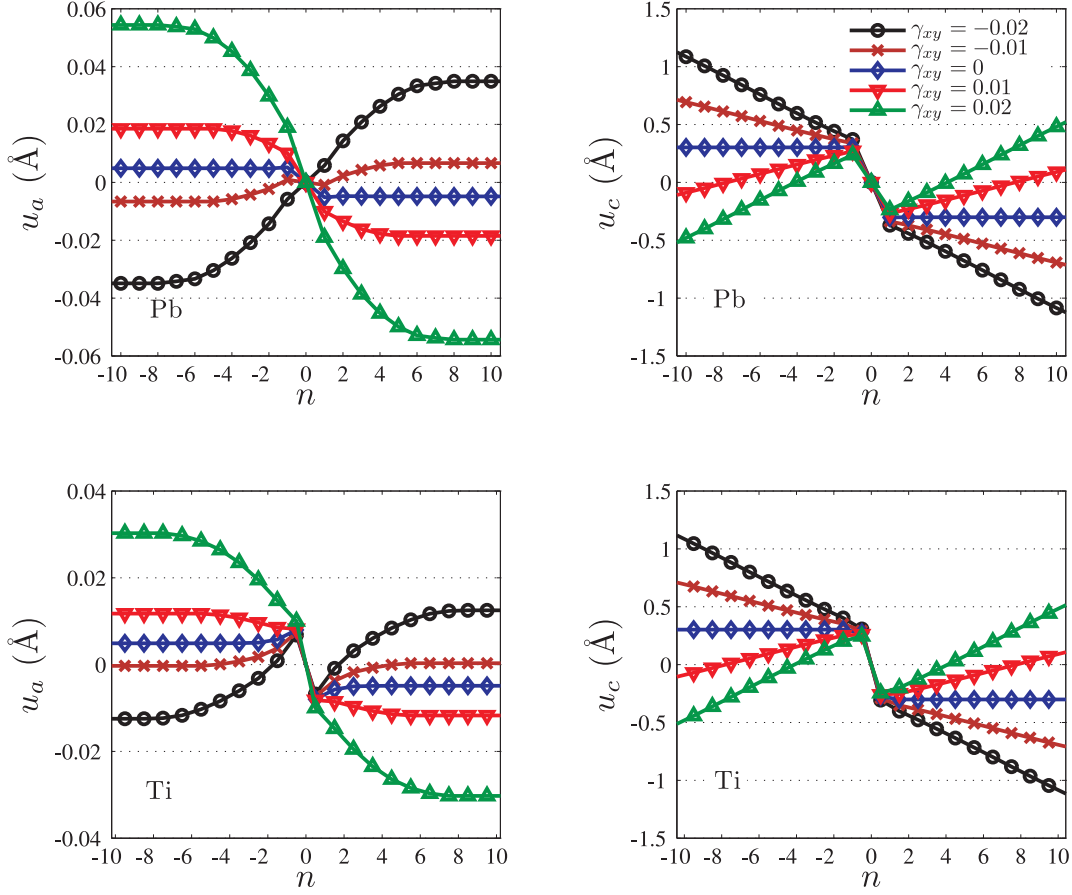 0.06
0.04
0.02
0
-0.02
-0.04
-0.06
u_a (Å)
Pb
-10 -8 -6 -4 -2 0 2 4 6 8 10
n
1.5
1
0.5
0
-0.5
-1
-1.5
u_c (Å)
γ_xy = −0.02
γ_xy = −0.01
γ_xy = 0
γ_xy = 0.01
γ_xy = 0.02
Pb
-10 -8 -6 -4 -2 0 2 4 6 8 10
n
0.04
0.02
0
-0.02
-0.04
u_a (Å)
Ti
-10 -8 -6 -4 -2 0 2 4 6 8 10
n
1.5
1
0.5
0
-0.5
-1
-1.5
u_c (Å)
Ti
-10 -8 -6 -4 -2 0 2 4 6 8 10
n